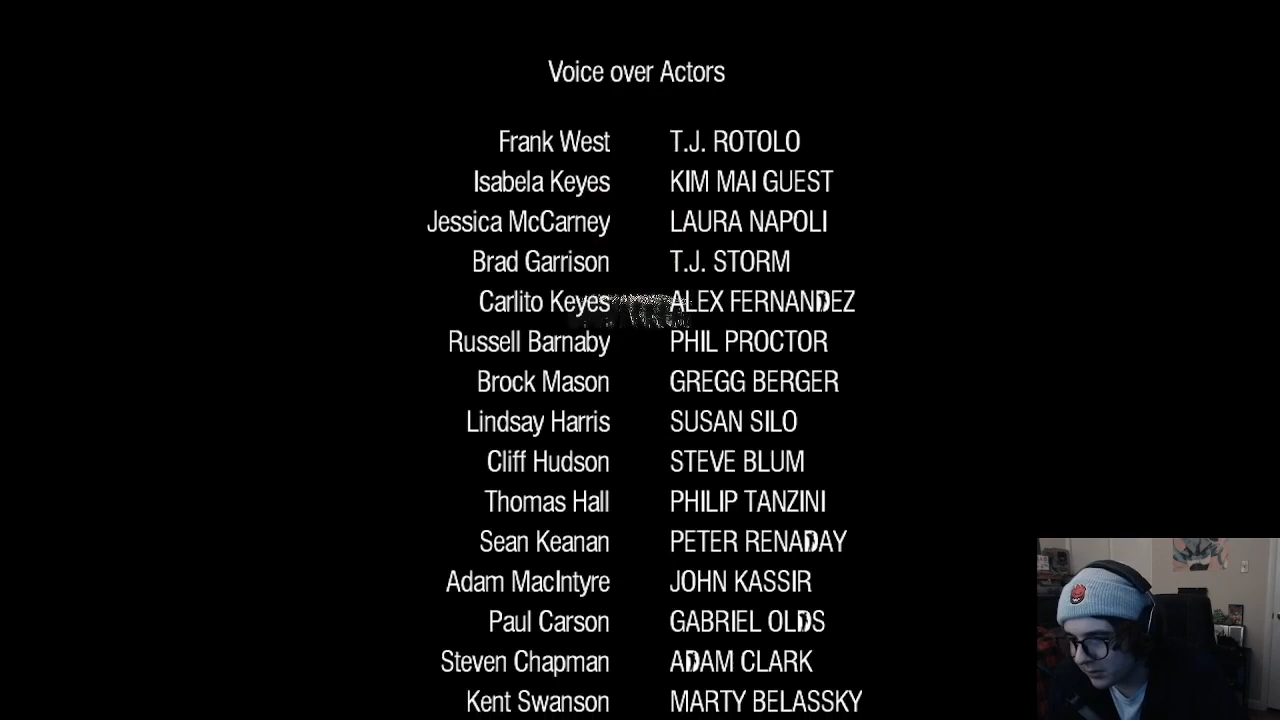 Voice over Actors
Frank West T.J. ROTOLO
Isabela Keyes KIM MAI GUEST
Jessica McCarney LAURA NAPOLI
Brad Garrison T.J. STORM
Carlito Keyes ALEX FERNANDEZ
Russell Barnaby PHIL PROCTOR
Brock Mason GREGG BERGER
Lindsay Harris SUSAN SILO
Cliff Hudson STEVE BLUM
Thomas Hall PHILIP TANZINI
Sean Keanan PETER RENADAY
Adam MacIntyre JOHN KASSIR
Paul Carson GABRIEL OLDS
Steven Chapman ADAM CLARK
Kent Swanson MARTY BELASSKY